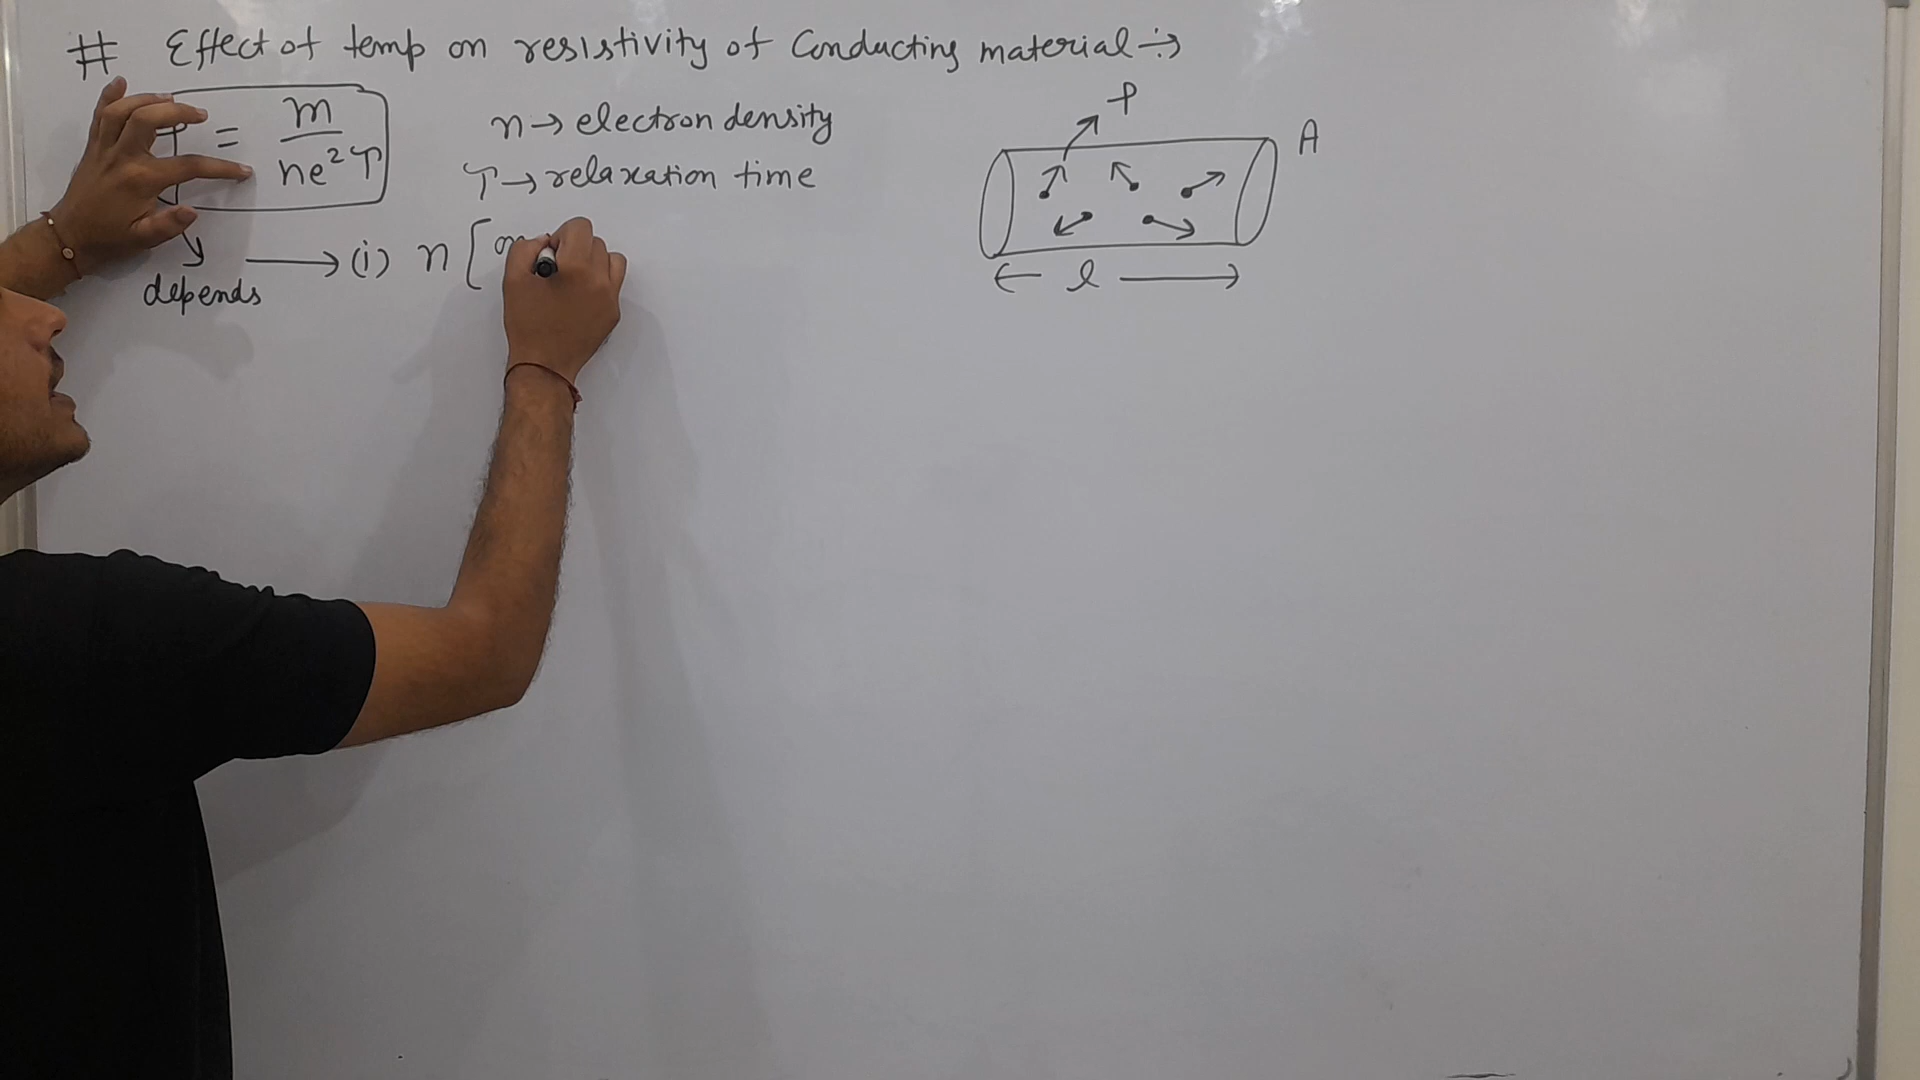 # Effect of temp on resistivity of Conducting material :→
ρ = m / ne²τ
n → electron density
τ → relaxation time
depends → (i) n [
ρ
A
← l →